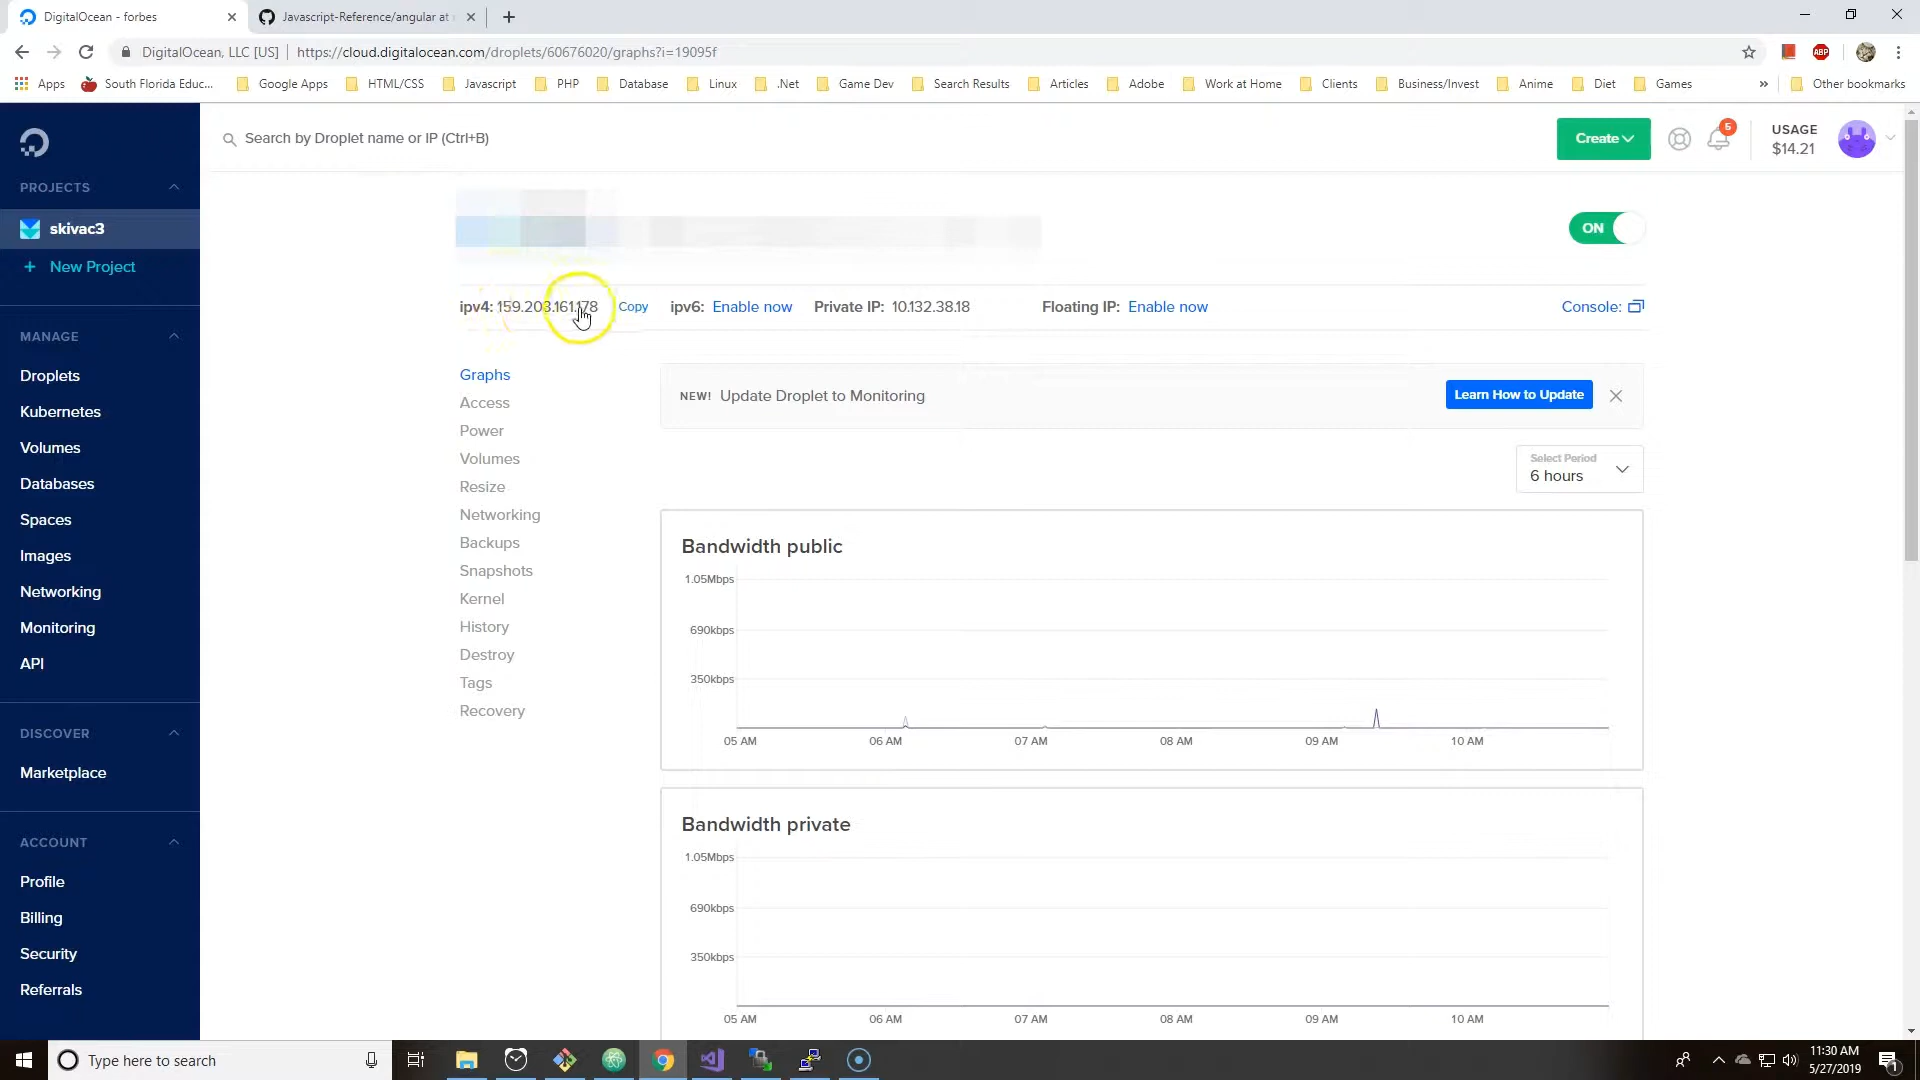 DigitalOcean - forbes
Javascript-Reference/angular at
DigitalOcean, LLC [US]
https://cloud.digitalocean.com/droplets/60676020/graphs?i=19095f
ABP
Apps
South Florida Educ...
Google Apps
HTML/CSS
Javascript
PHP
Database
Linux
.Net
Game Dev
Search Results
Articles
Adobe
Work at Home
Clients
Business/Invest
Anime
Diet
Games
»
Other bookmarks
Search by Droplet name or IP (Ctrl+B)
Create
5
USAGE
$14.21
PROJECTS
skivac3
+ New Project
MANAGE
Droplets
Kubernetes
Volumes
Databases
Spaces
Images
Networking
Monitoring
API
DISCOVER
Marketplace
ACCOUNT
Profile
Billing
Security
Referrals
ON
ipv4: 159.203.161.178 Copy
ipv6: Enable now
Private IP: 10.132.38.18
Floating IP: Enable now
Console:
Graphs
Access
Power
Volumes
Resize
Networking
Backups
Snapshots
Kernel
History
Destroy
Tags
Recovery
NEW! Update Droplet to Monitoring
Learn How to Update
Select Period
6 hours
Bandwidth public
1.05Mbps
690kbps
350kbps
05 AM 06 AM 07 AM 08 AM 09 AM 10 AM
Bandwidth private
1.05Mbps
690kbps
350kbps
05 AM 06 AM 07 AM 08 AM 09 AM 10 AM
Type here to search
11:30 AM
5/27/2019
1